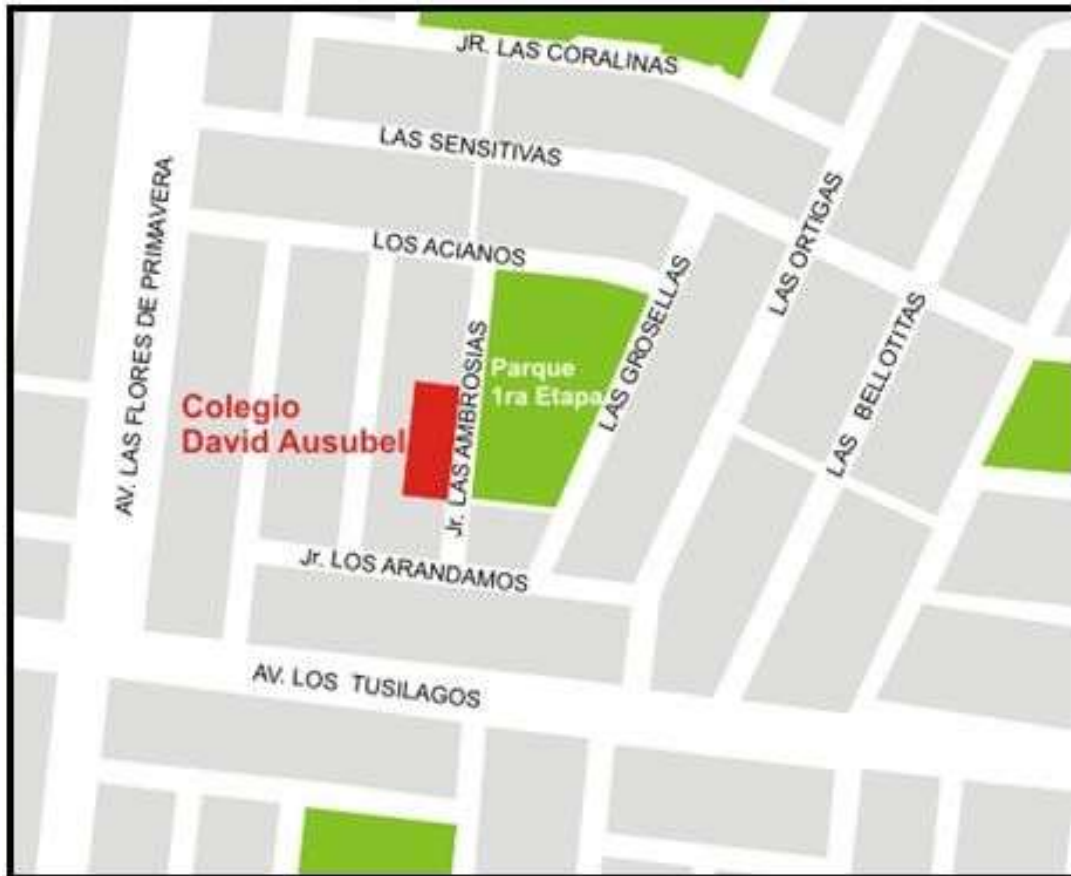 JR. LAS CORALINAS
LAS SENSITIVAS
LOS ACIANOS
AV. LAS FLORES DE PRIMAVERA
LAS ORTIGAS
LAS GROSELLAS
LAS BELLOTITAS
Parque
1ra Etapa
Jr. LAS AMBROSIAS
Colegio
David Ausubel
Jr. LOS ARANDAMOS
AV. LOS TUSILAGOS